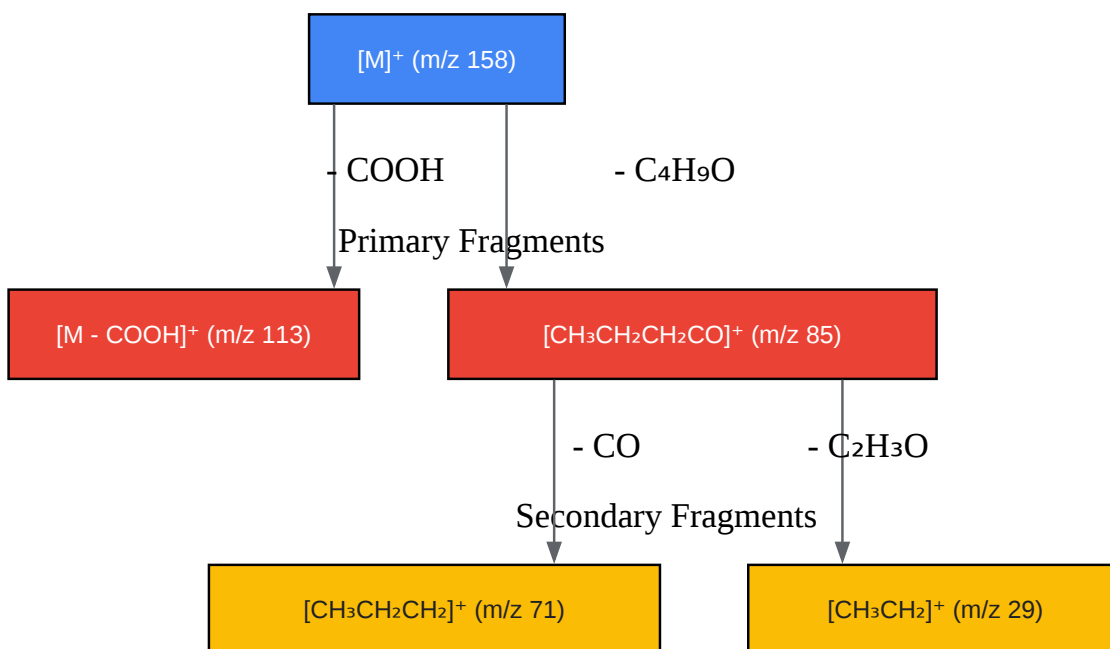 [M]⁺ (m/z 158)
- COOH
- C₄H₉O
Primary Fragments
[M - COOH]⁺ (m/z 113)
[CH₃CH₂CH₂CO]⁺ (m/z 85)
- CO
- C₂H₃O
Secondary Fragments
[CH₃CH₂CH₂]⁺ (m/z 71)
[CH₃CH₂]⁺ (m/z 29)